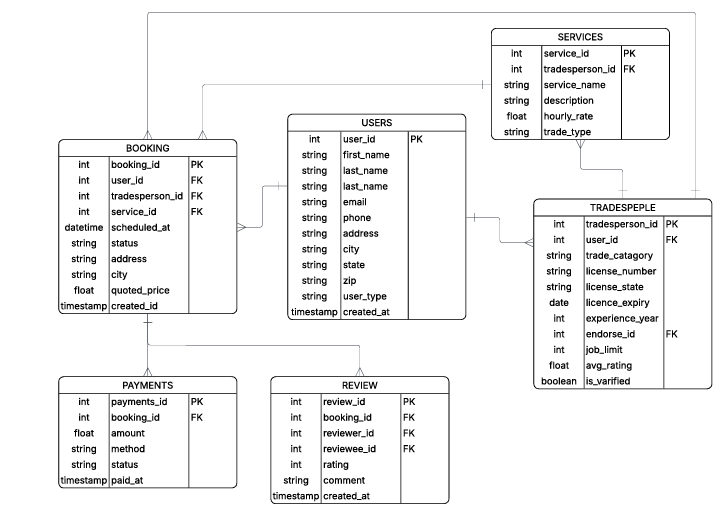 SERVICES
int service_id PK
int tradesperson_id FK
string service_name
string description
float hourly_rate
string trade_type
USERS
int user_id PK
string first_name
string last_name
string last_name
string email
string phone
string address
string city
string state
string zip
string user_type
timestamp created_at
BOOKING
int booking_id PK
int user_id FK
int tradesperson_id FK
int service_id FK
datetime scheduled_at
string status
string address
string city
float quoted_price
timestamp created_id
TRADESPEPLE
int tradesperson_id PK
int user_id FK
string trade_catagory
string license_number
string license_state
date licence_expiry
int experience_year
int endorse_id FK
int job_limit
float avg_rating
boolean is_varified
PAYMENTS
int payments_id PK
int booking_id FK
float amount
string method
string status
timestamp paid_at
REVIEW
int review_id PK
int booking_id FK
int reviewer_id FK
int reviewee_id FK
int rating
string comment
timestamp created_at